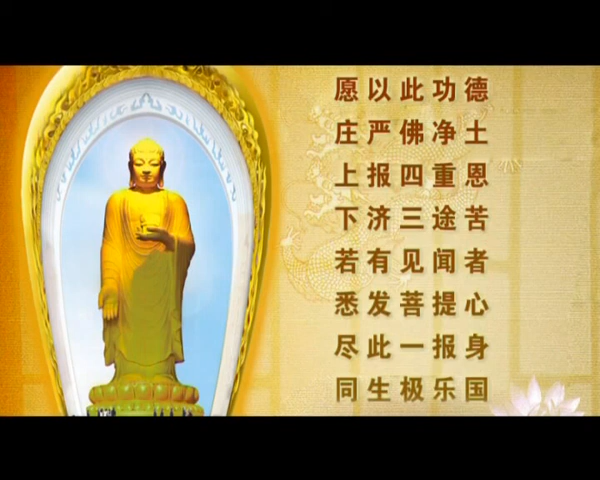 愿以此功德
庄严佛净土
上报四重恩
下济三途苦
若有见闻者
悉发菩提心
尽此一报身
同生极乐国